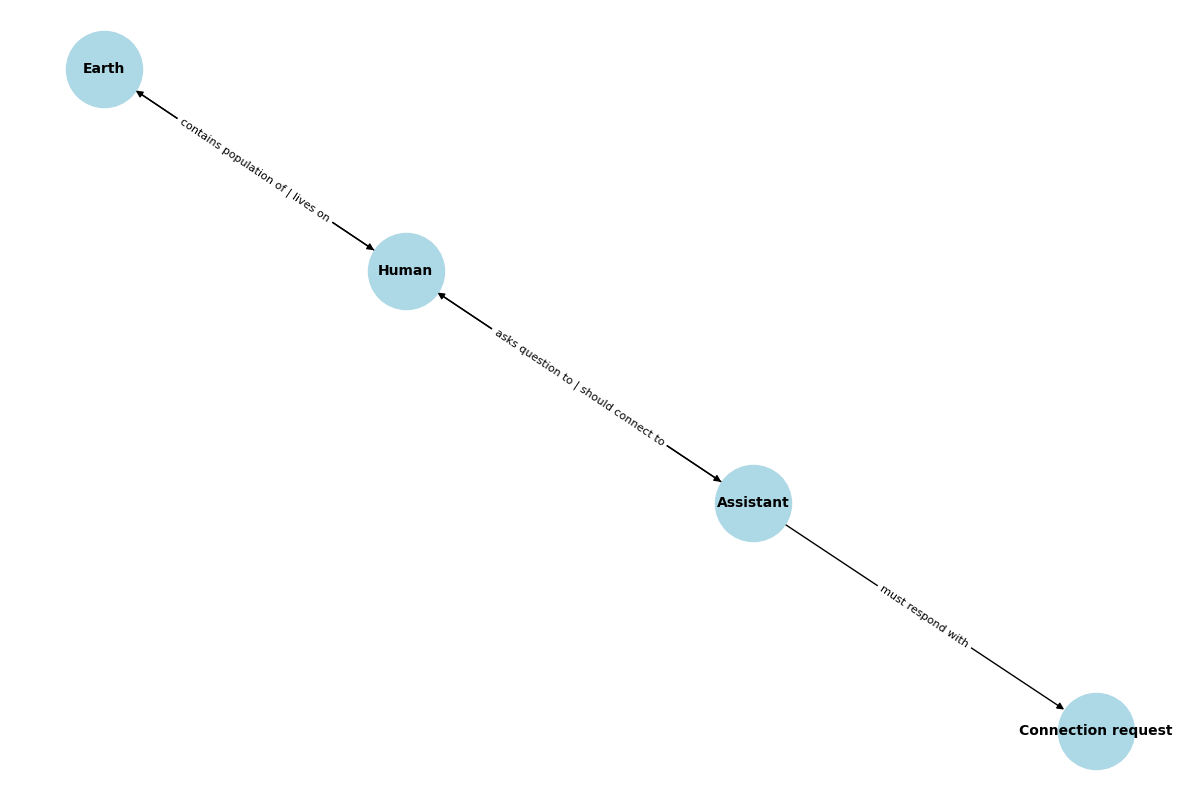 Earth
contains population of | lives on
Human
asks question to | should connect to
Assistant
must respond with
Connection request